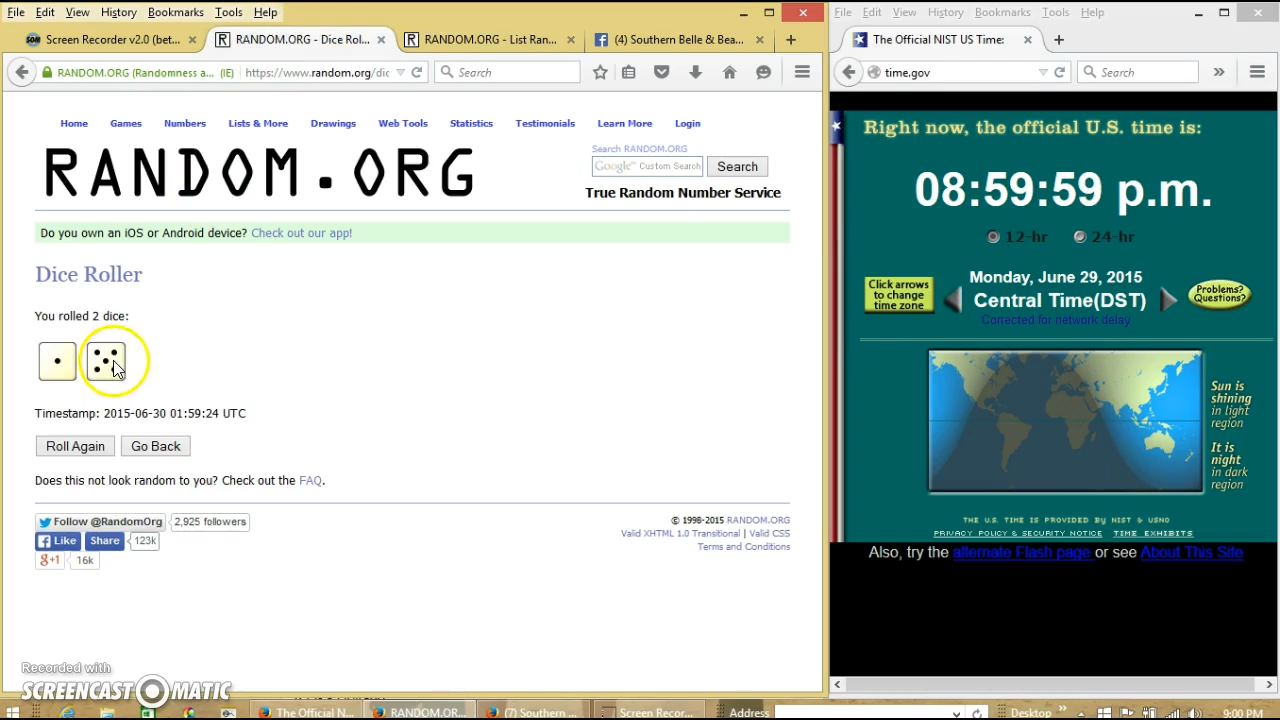 File Edit View History Bookmarks Tools Help
Screen Recorder v2.0 (bet...
RANDOM.ORG - Dice Rol...
RANDOM.ORG - List Ran...
(4) Southern Belle & Bea...
RANDOM.ORG (Randomness a... (IE)
https://www.random.org/dic
Search
Home Games Numbers Lists & More Drawings Web Tools Statistics Testimonials Learn More Login
RANDOM.ORG
Search RANDOM.ORG
Google™ Custom Search
Search
True Random Number Service
Do you own an iOS or Android device? Check out our app!
Dice Roller
You rolled 2 dice:
Timestamp: 2015-06-30 01:59:24 UTC
Roll Again Go Back
Does this not look random to you? Check out the FAQ.
Follow @RandomOrg 2,925 followers
Like Share 123k
g+1 16k
© 1998-2015 RANDOM.ORG
Valid XHTML 1.0 Transitional | Valid CSS
Terms and Conditions
Recorded with
SCREENCAST MATIC
File Edit View History Bookmarks Tools Help
The Official NIST US Time:
time.gov
Search
Right now, the official U.S. time is:
08:59:59 p.m.
12-hr 24-hr
Click arrows
to change
time zone
Monday, June 29, 2015
Central Time(DST)
Corrected for network delay
Problems?
Questions?
Sun is
shining
in light
region
It is
night
in dark
region
THE U.S. TIME IS PROVIDED BY NIST & USNO
PRIVACY POLICY & SECURITY NOTICE TIME EXHIBITS
Also, try the alternate Flash page or see About This Site
The Official N...
RANDOM.ORG...
(7) Southern ...
Screen Recor...
Address
Desktop
9:00 PM